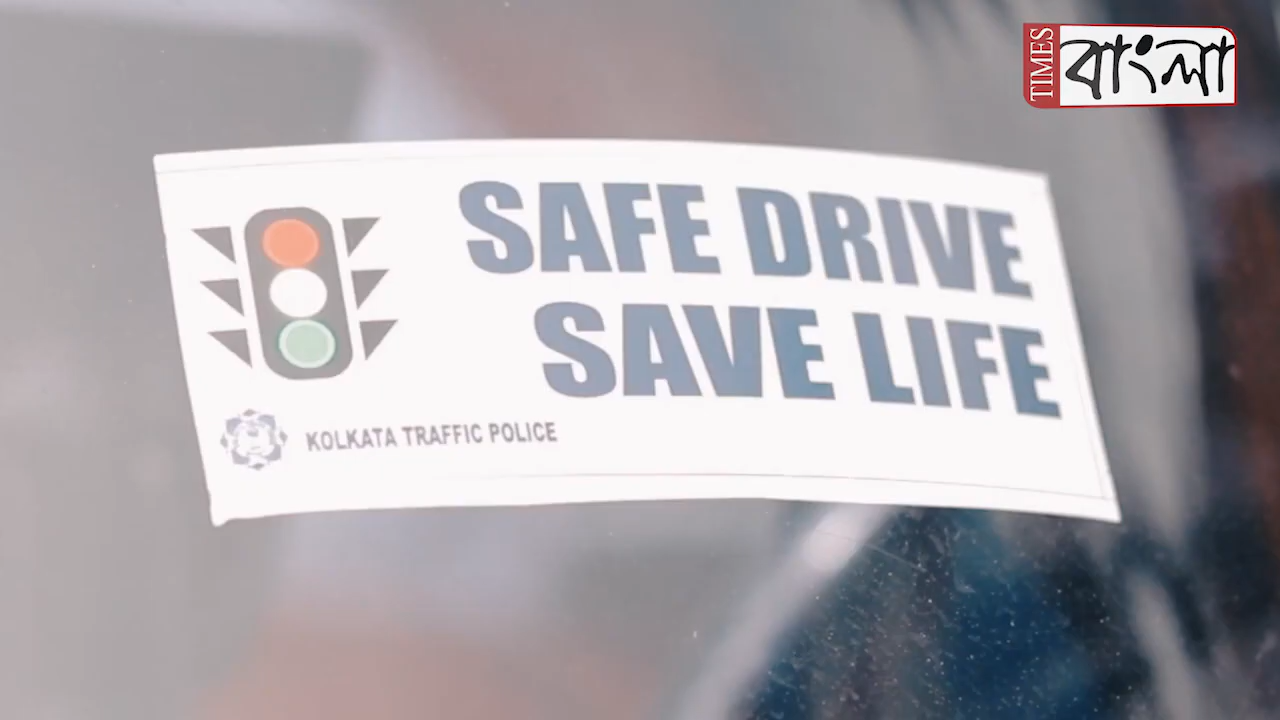 TIMES বাংলা
SAFE DRIVE
SAVE LIFE
KOLKATA TRAFFIC POLICE